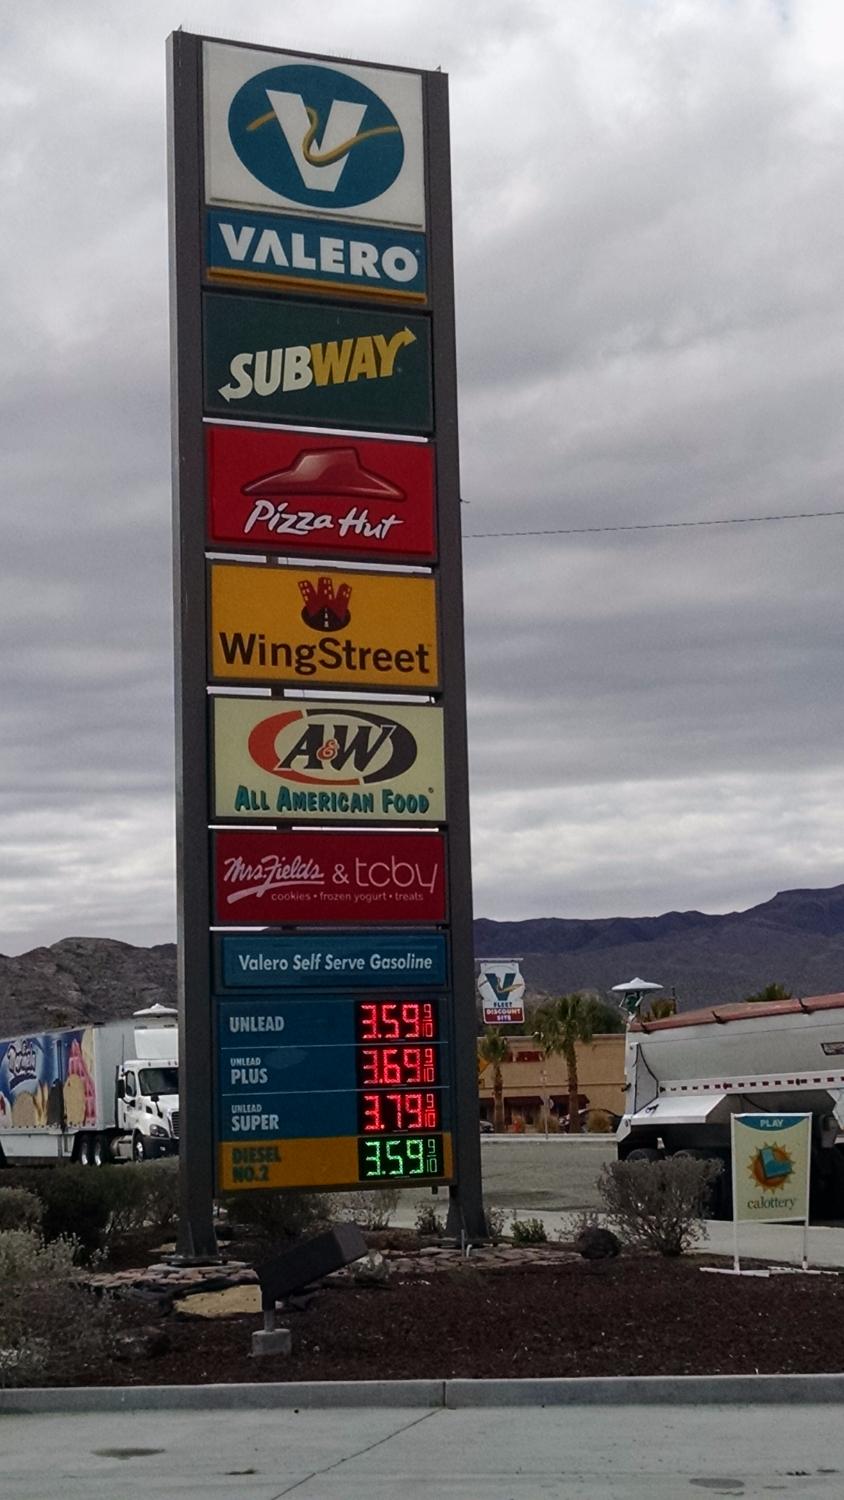 V
VALERO
SUBWAY
Pizza Hut
WingStreet
A&W
ALL AMERICAN FOOD
Mrs. Fields & tcby
cookies • frozen yogurt • treats
Valero Self Serve Gasoline
UNLEAD 3.59 9/10
UNLEAD
PLUS 3.69 9/10
UNLEAD
SUPER 3.79 9/10
DIESEL
NO.2 3.59 9/10
V
FLEET
DISCOUNT
SITE
PLAY
calottery